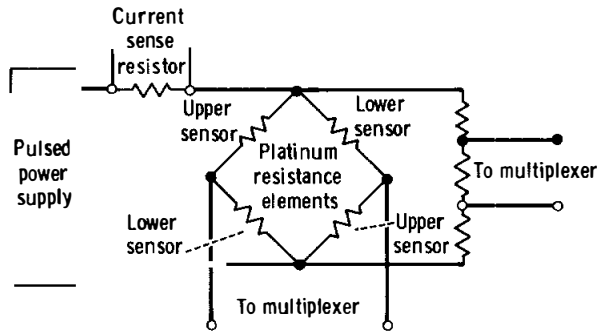 Current
sense
resistor
Upper
sensor
Lower
sensor
Pulsed
power
supply
Platinum
resistance
elements
To multiplexer
Lower
sensor
Upper
sensor
To multiplexer